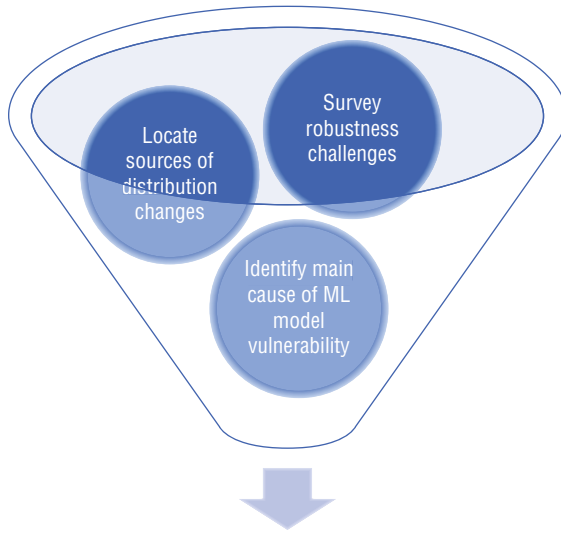 Survey
robustness
challenges
Locate
sources of
distribution
changes
Identify main
cause of ML
model
vulnerability